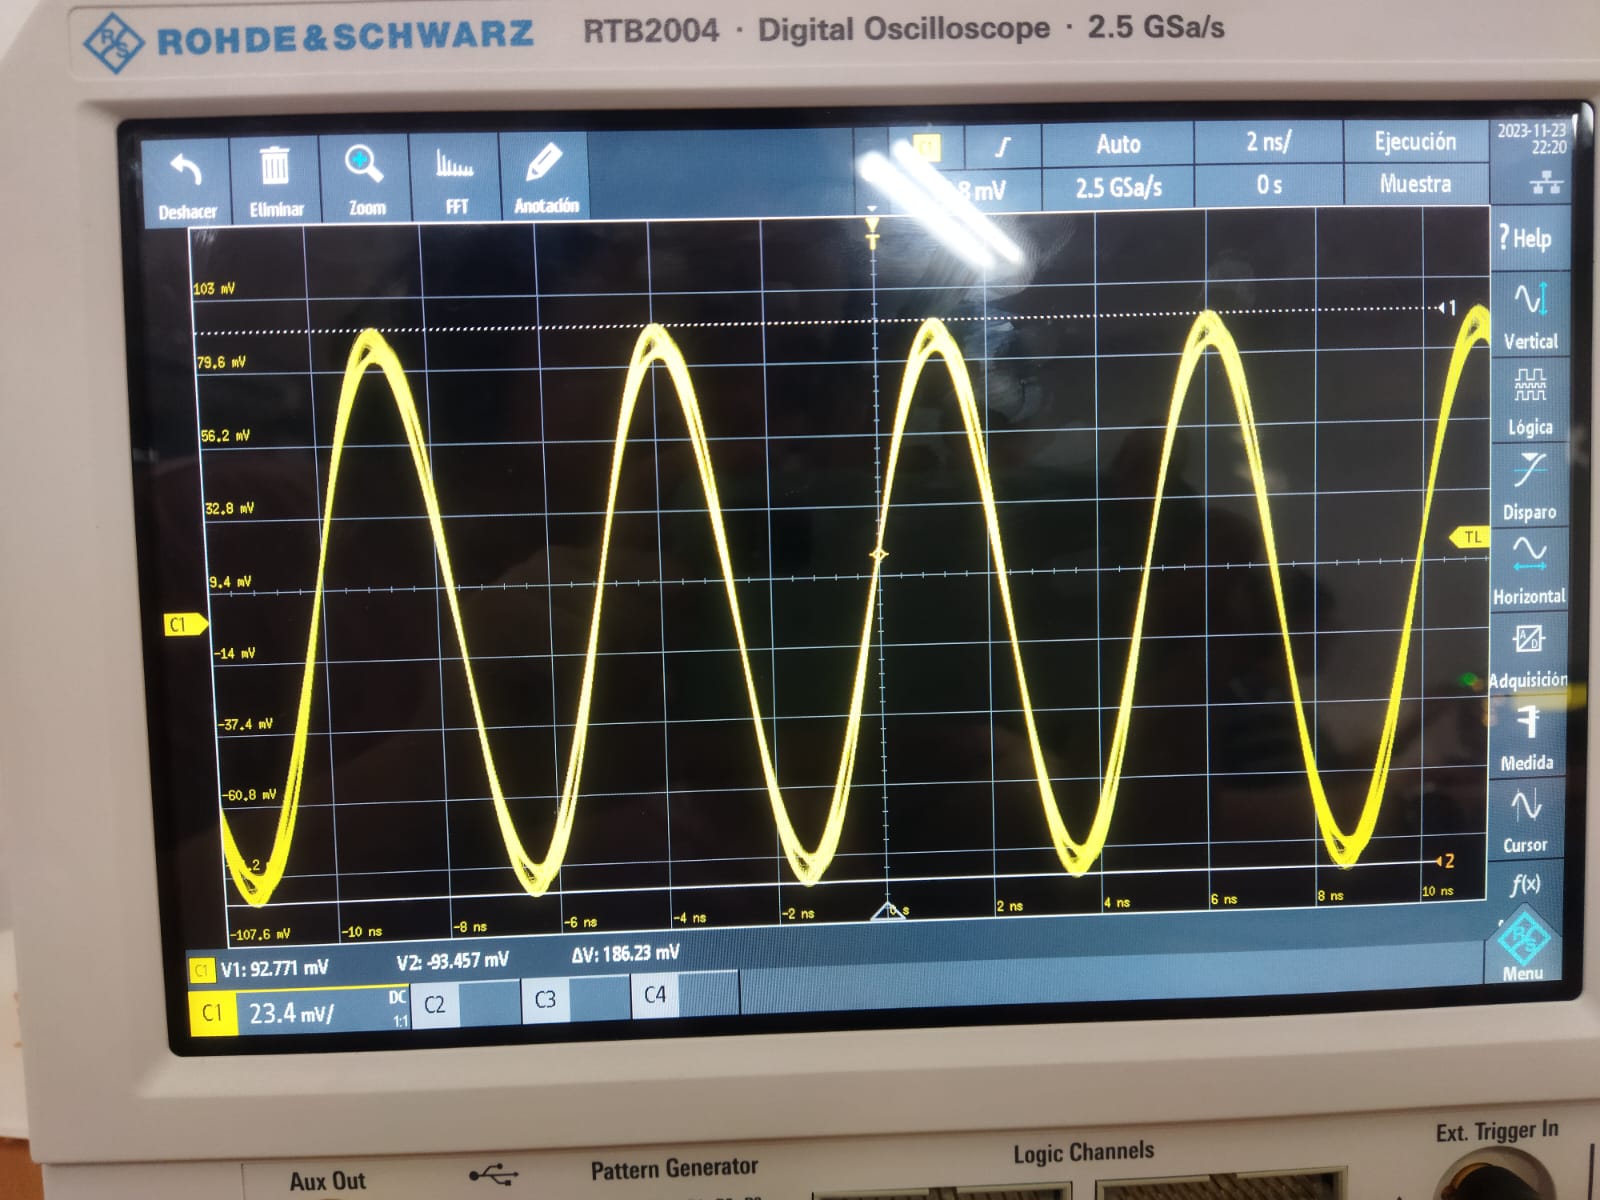 ROHDE & SCHWARZ RTB2004 · Digital Oscilloscope · 2.5 GSa/s
Deshacer Eliminar Zoom FFT Anotación
C1 Auto 2 ns/ Ejecución 2023-11-23
22:20
8 mV 2.5 GSa/s 0 s Muestra
T
? Help
Vertical
Lógica
Disparo
Horizontal
Adquisición
Medida
Cursor
f(x)
Menu
103 mV
79.6 mV
56.2 mV
32.8 mV
9.4 mV
-14 mV
-37.4 mV
-60.8 mV
-107.6 mV
C1
TL
1
2
-10 ns -8 ns -6 ns -4 ns -2 ns 0 s 2 ns 4 ns 6 ns 8 ns 10 ns
C1 V1: 92.771 mV V2: -93.457 mV ΔV: 186.23 mV
C1 23.4 mV/ DC 1:1 C2 C3 C4
Aux Out Pattern Generator Logic Channels Ext. Trigger In